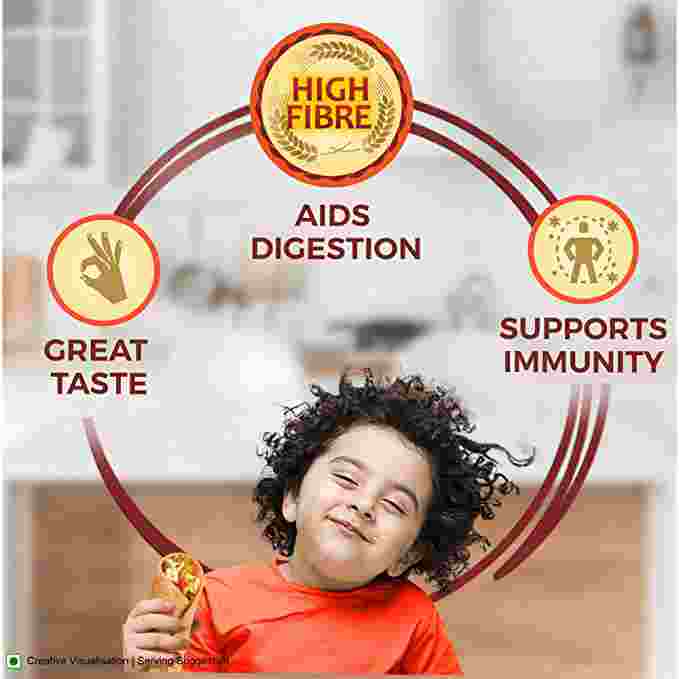 HIGH
FIBRE
AIDS
DIGESTION
GREAT
TASTE
SUPPORTS
IMMUNITY
Creative Visualisation | Serving Suggestion